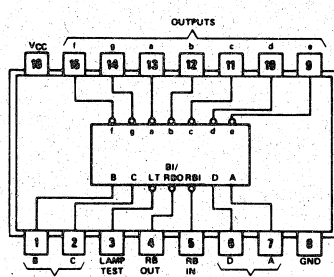 OUTPUTS
VCC f g a b c d e
16 15 14 13 12 11 10 9
f g a b c d e
BI/
B C LT RBO RBI D A
1 2 3 4 5 6 7 8
B C LAMP TEST RB OUT RB IN D A GND